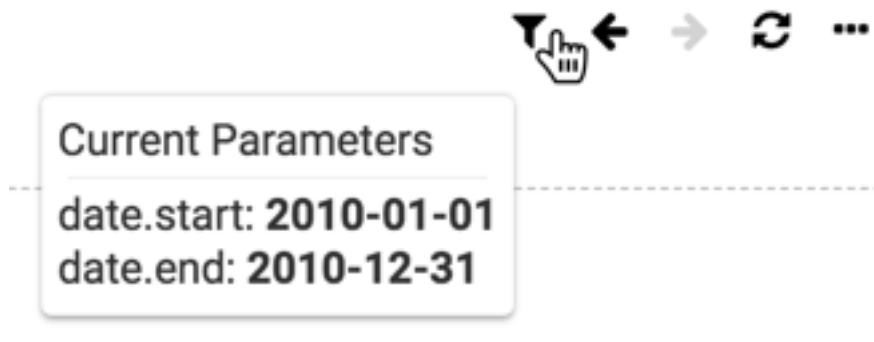 Current Parameters
date.start: 2010-01-01
date.end: 2010-12-31